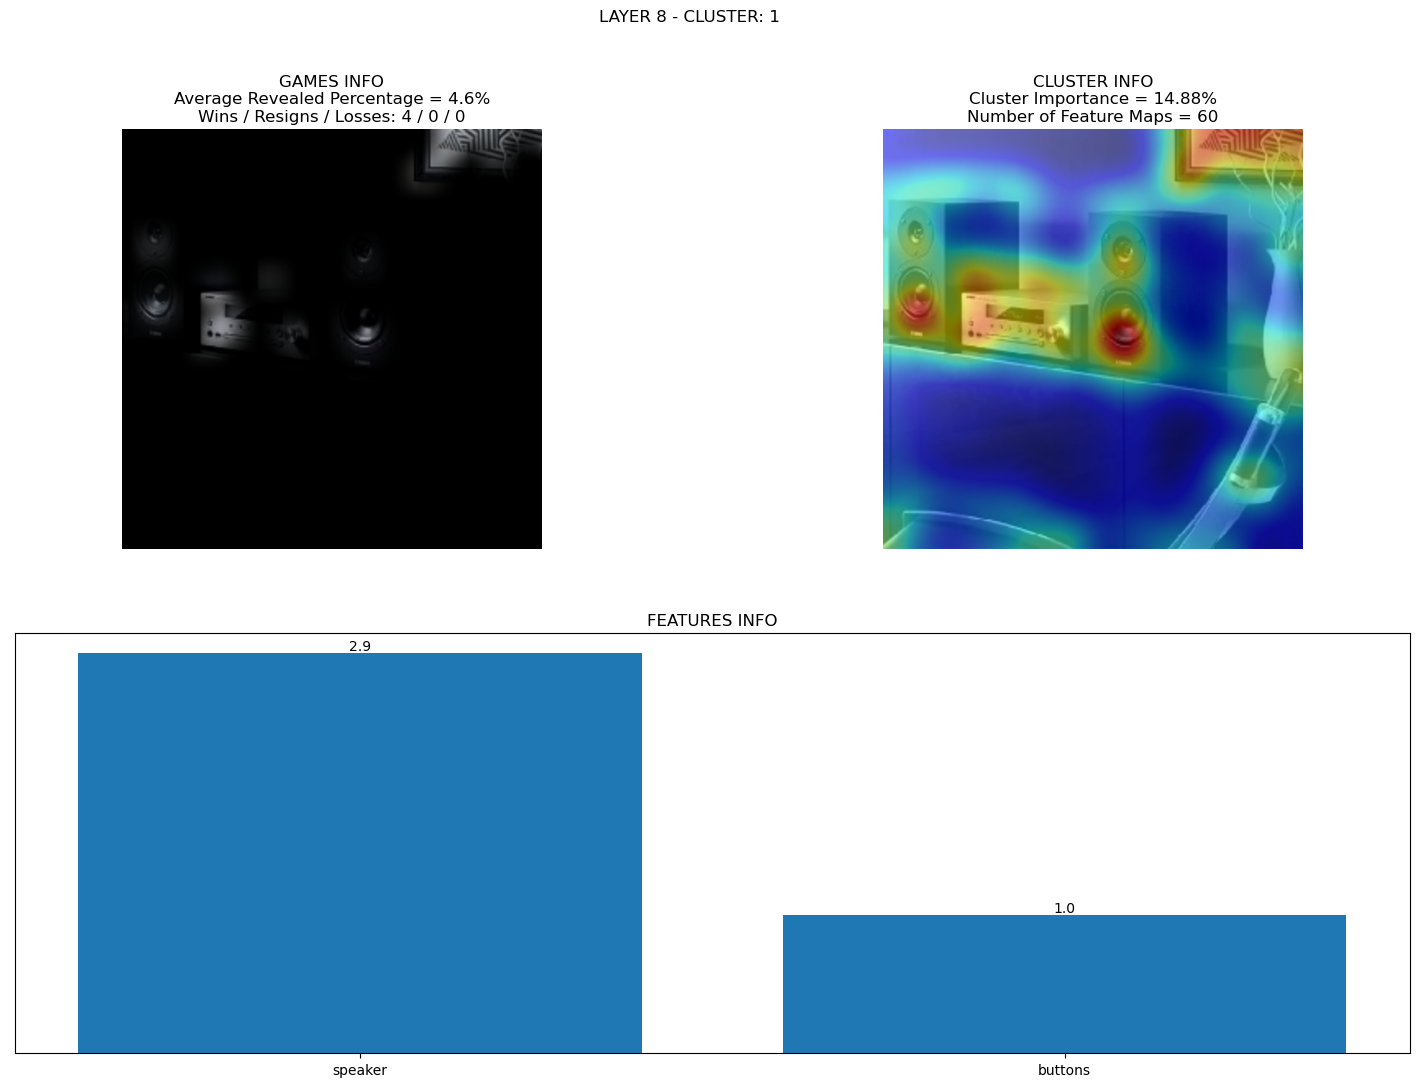 LAYER 8 - CLUSTER: 1
GAMES INFO
Average Revealed Percentage = 4.6%
Wins / Resigns / Losses: 4 / 0 / 0
CLUSTER INFO
Cluster Importance = 14.88%
Number of Feature Maps = 60
FEATURES INFO
2.9
1.0
speaker
buttons